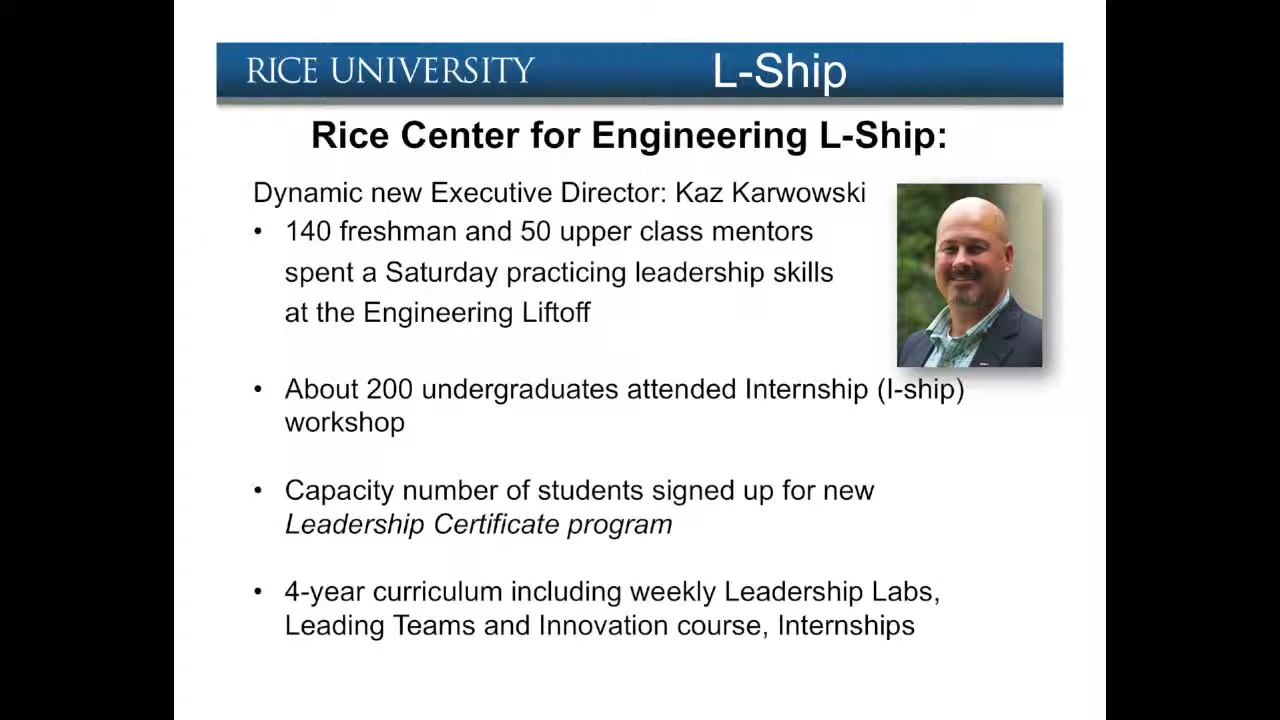 RICE UNIVERSITY L-Ship
Rice Center for Engineering L-Ship:
Dynamic new Executive Director: Kaz Karwowski
• 140 freshman and 50 upper class mentors
spent a Saturday practicing leadership skills
at the Engineering Liftoff
• About 200 undergraduates attended Internship (I-ship)
workshop
• Capacity number of students signed up for new
Leadership Certificate program
• 4-year curriculum including weekly Leadership Labs,
Leading Teams and Innovation course, Internships